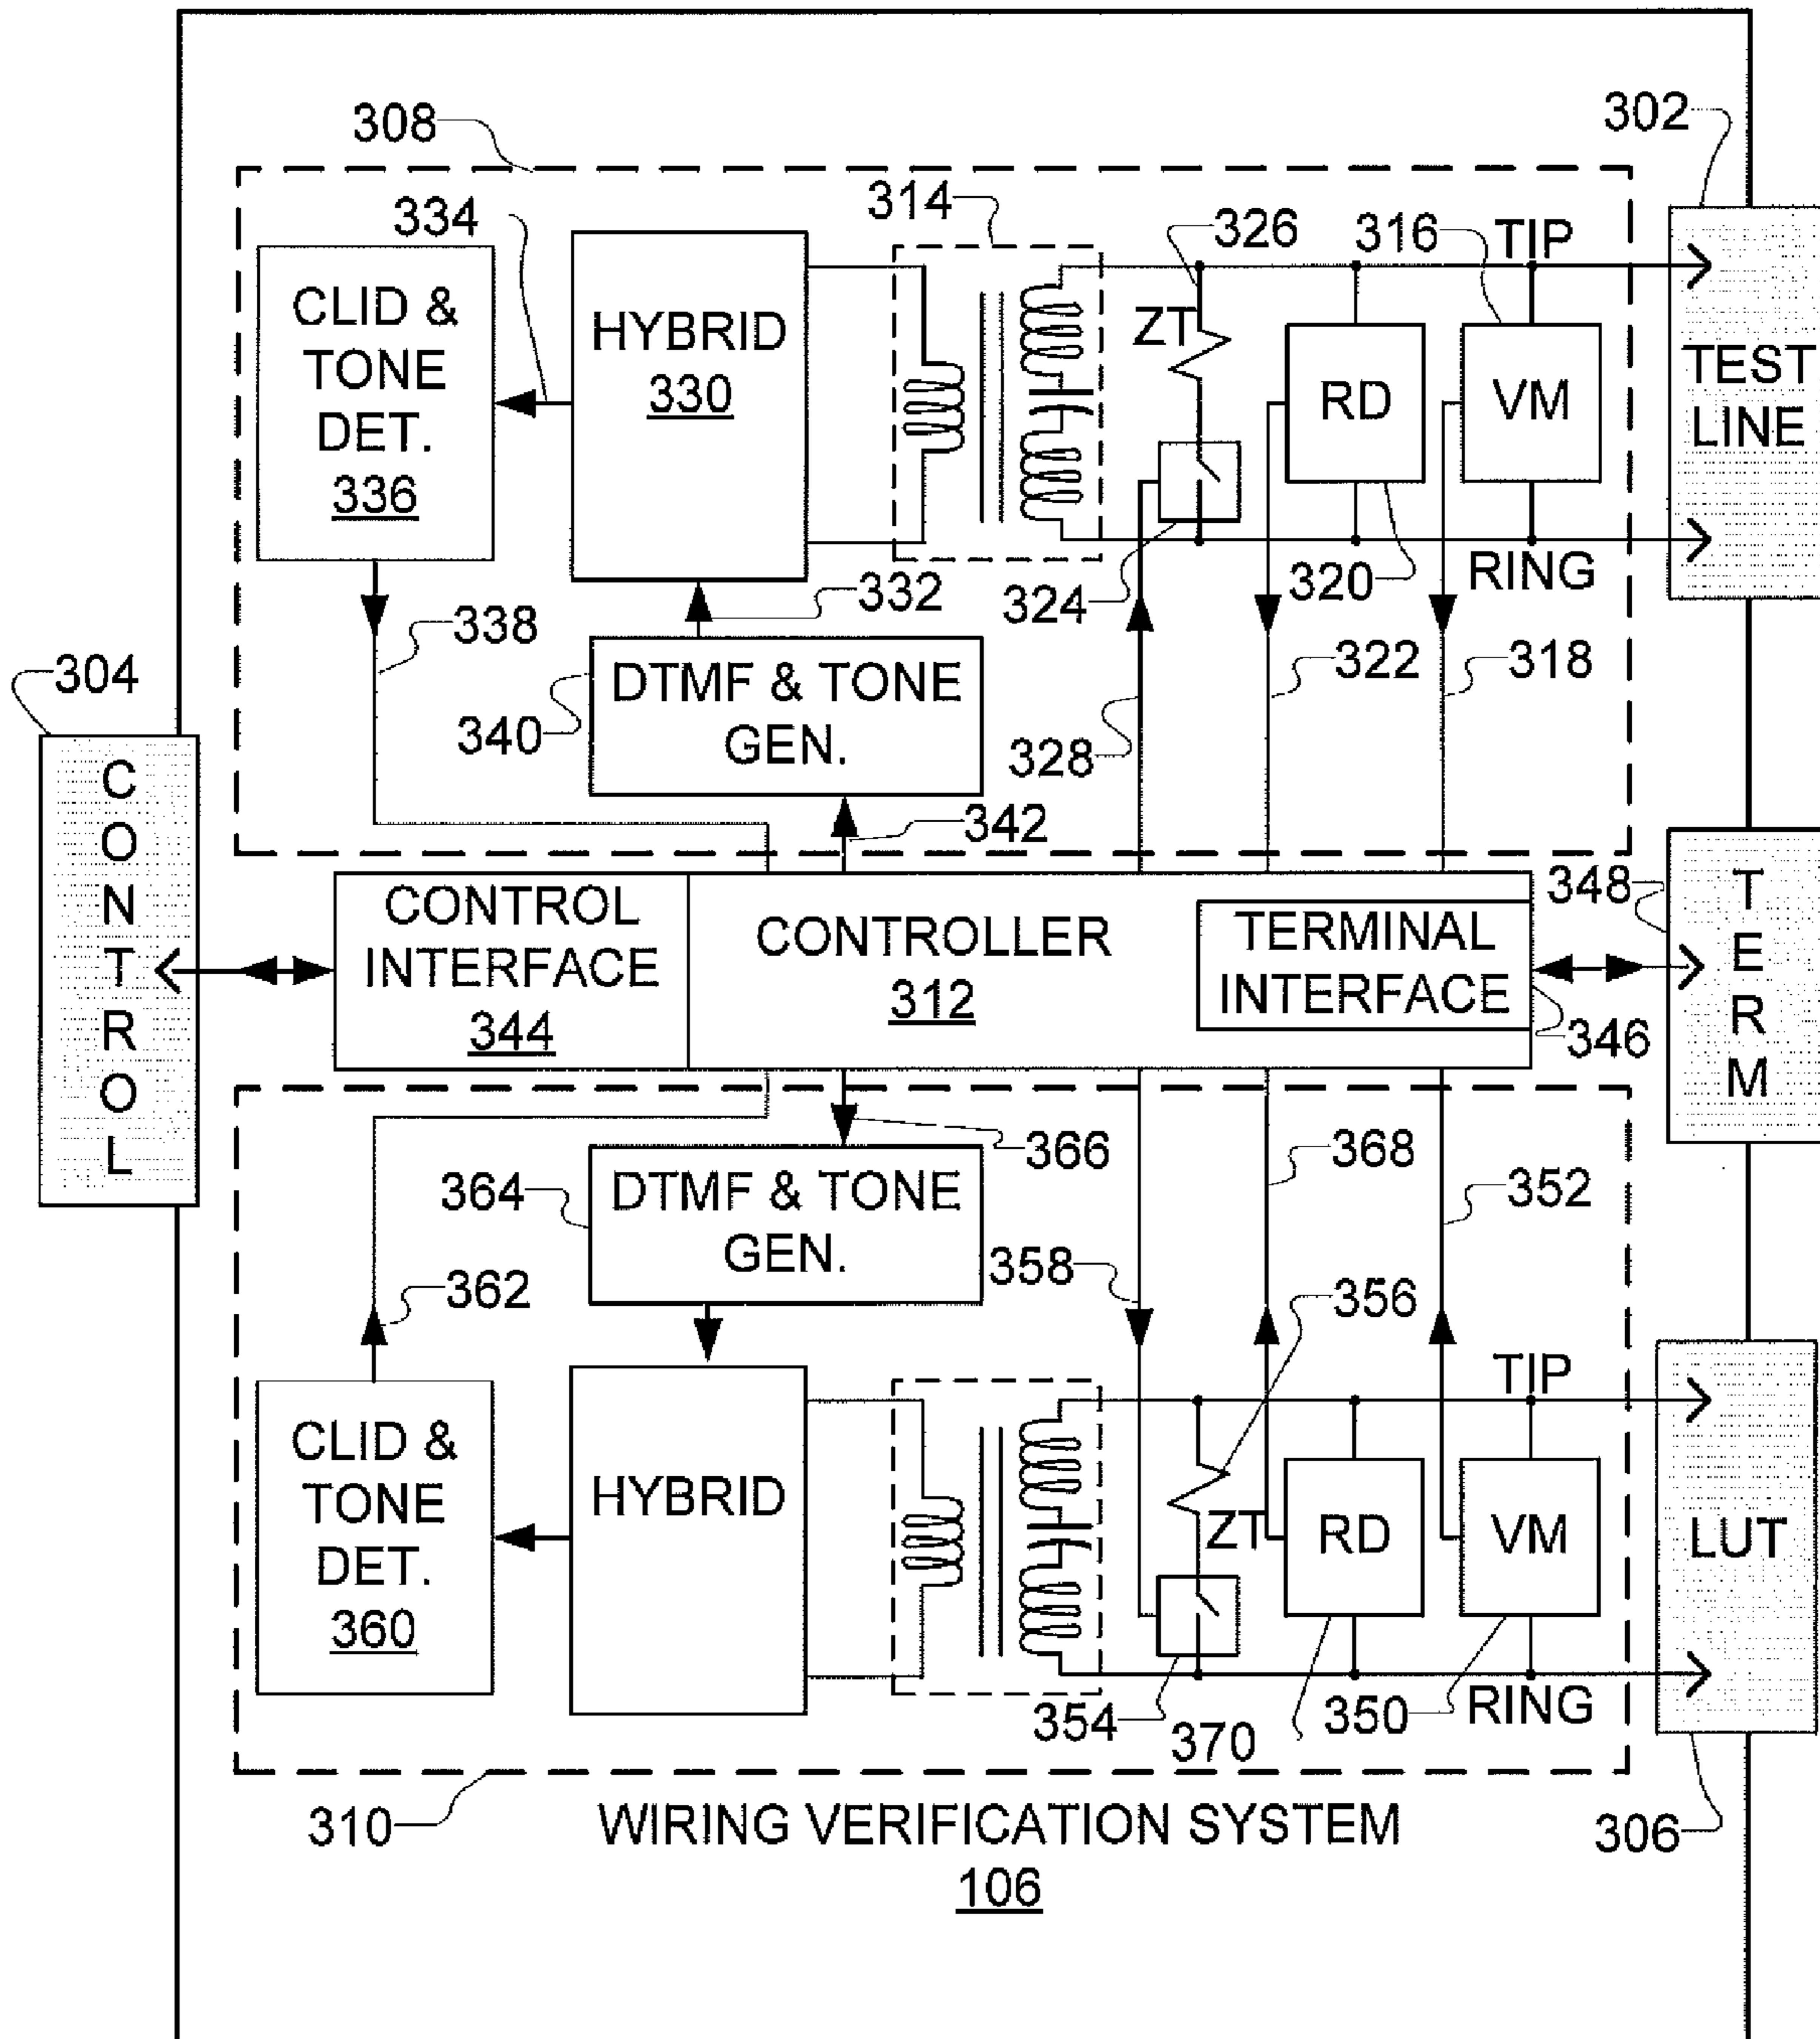 308
302
334
314
326
316
TIP
CLID &
TONE
DET.
336
HYBRID
330
ZT
RD
VM
TEST
LINE
RING
324
320
332
338
304
DTMF & TONE
GEN.
340
328
322
318
342
CONTROL
CONTROL
INTERFACE
344
CONTROLLER
312
TERMINAL
INTERFACE
346
348
TERM
366
368
352
364
DTMF & TONE
GEN.
358
356
362
TIP
CLID &
TONE
DET.
360
HYBRID
ZT
RD
VM
LUT
354
370
350
RING
310
306
WIRING VERIFICATION SYSTEM
106